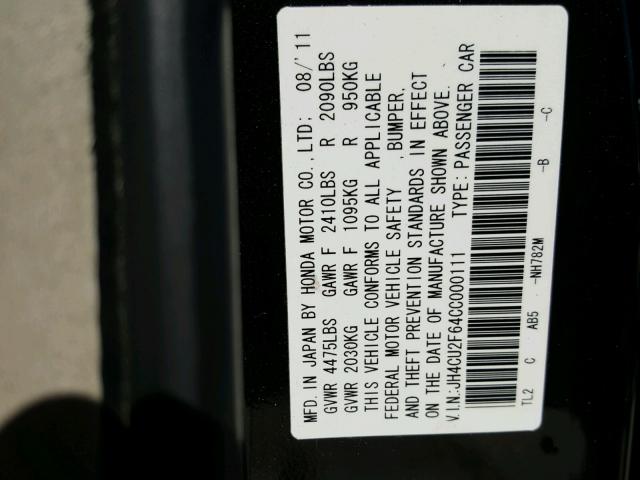 MFD. IN JAPAN BY HONDA MOTOR CO., LTD; 08/'11
GVWR 4475LBS GAWR F 2410LBS R 2090LBS
GVWR 2030KG GAWR F 1095KG R 950KG
THIS VEHICLE CONFORMS TO ALL APPLICABLE
FEDERAL MOTOR VEHICLE SAFETY ,BUMPER,
AND THEFT PREVENTION STANDARDS IN EFFECT
ON THE DATE OF MANUFACTURE SHOWN ABOVE.
V.I.N:JH4CU2F64CC000111 TYPE:PASSENGER CAR
TL2 C AB5 -NH782M -B -C